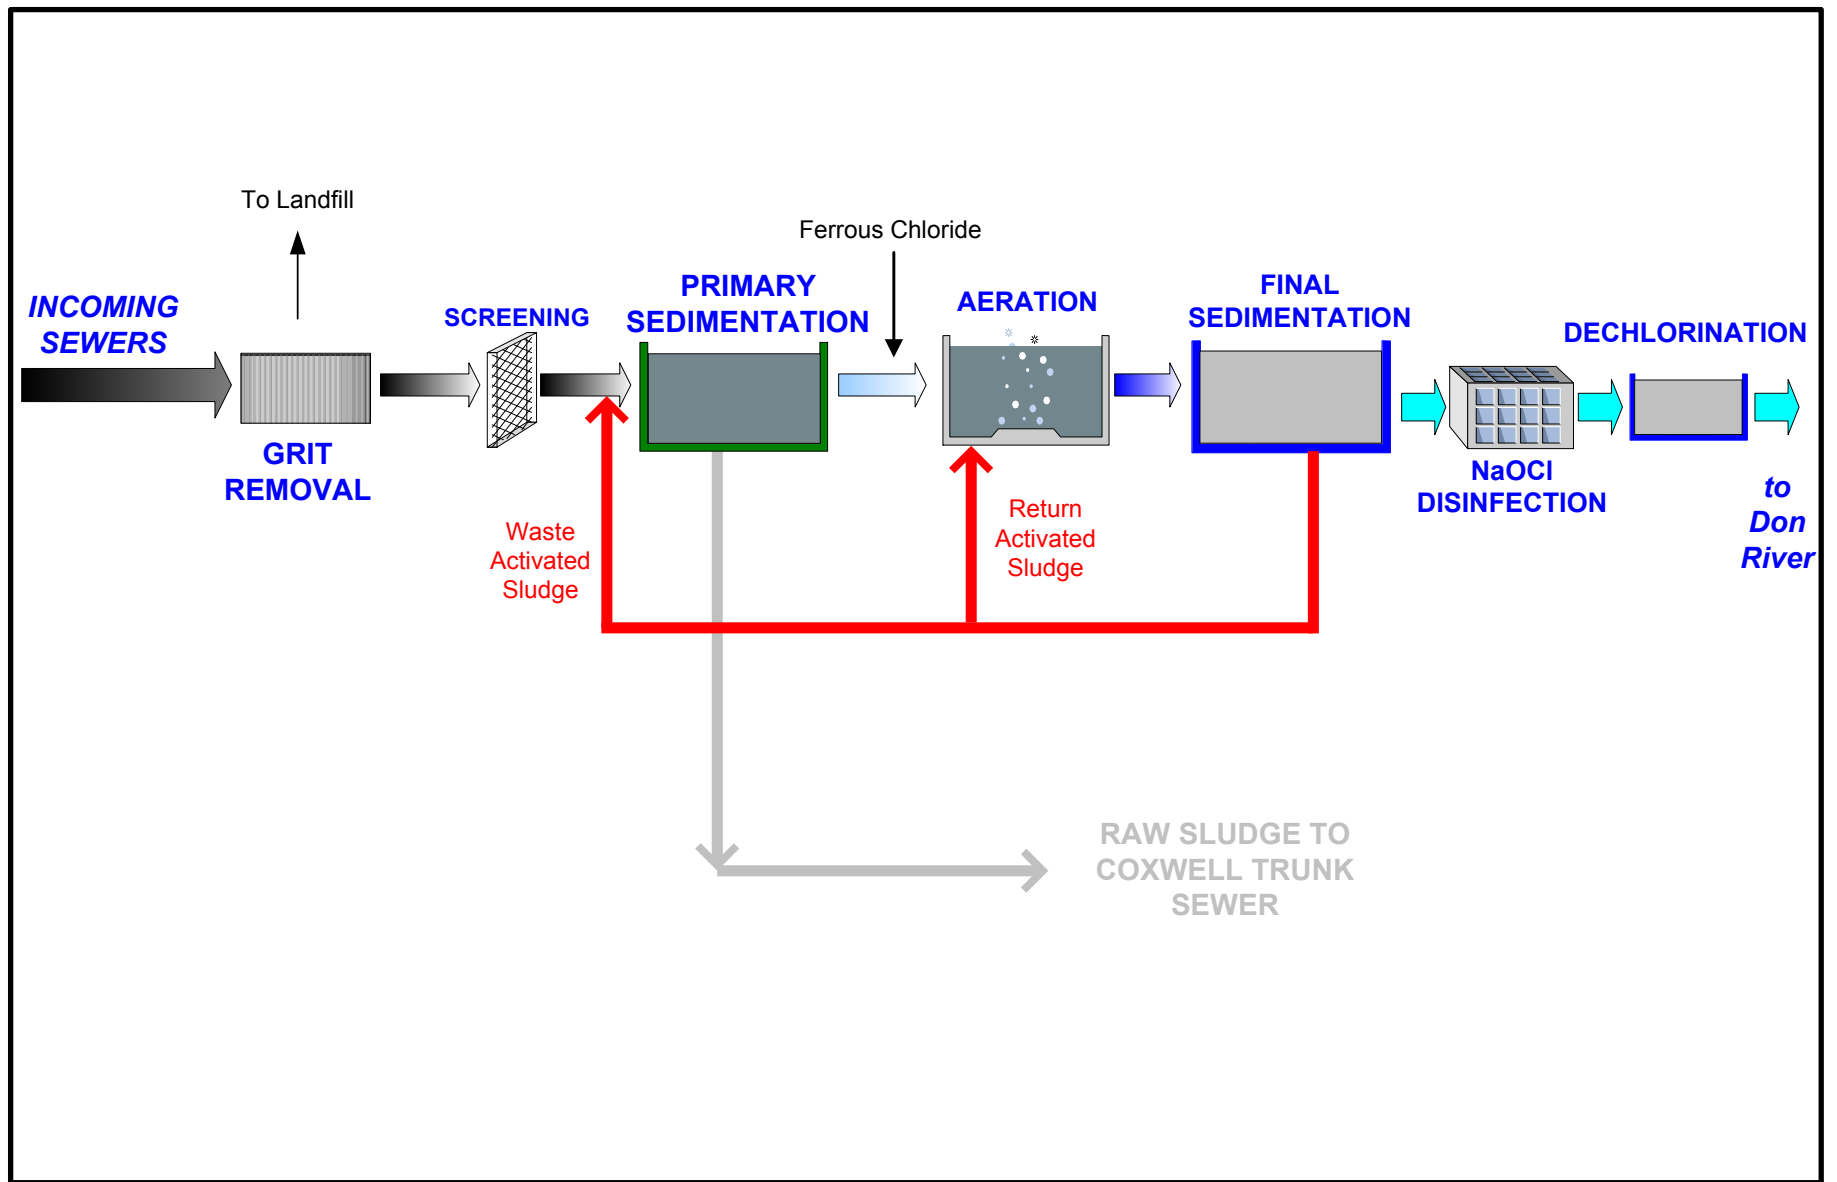 To Landfill
Ferrous Chloride
INCOMING
SEWERS
SCREENING
PRIMARY
SEDIMENTATION
AERATION
FINAL
SEDIMENTATION
DECHLORINATION
GRIT
REMOVAL
NaOCl
DISINFECTION
to
Don
River
Waste
Activated
Sludge
Return
Activated
Sludge
RAW SLUDGE TO
COXWELL TRUNK
SEWER